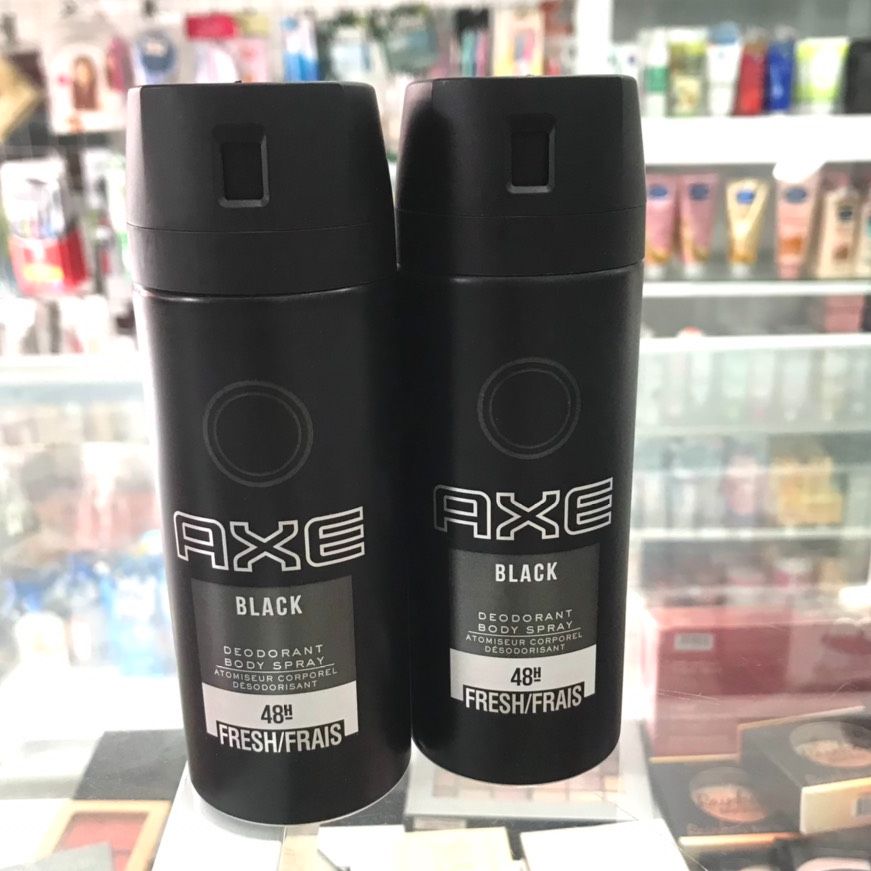 AXE
BLACK
DEODORANT
BODY SPRAY
ATOMISEUR CORPOREL
DÉSODORISANT
48H
FRESH/FRAIS
AXE
BLACK
DEODORANT
BODY SPRAY
ATOMISEUR CORPOREL
DÉSODORISANT
48H
FRESH/FRAIS